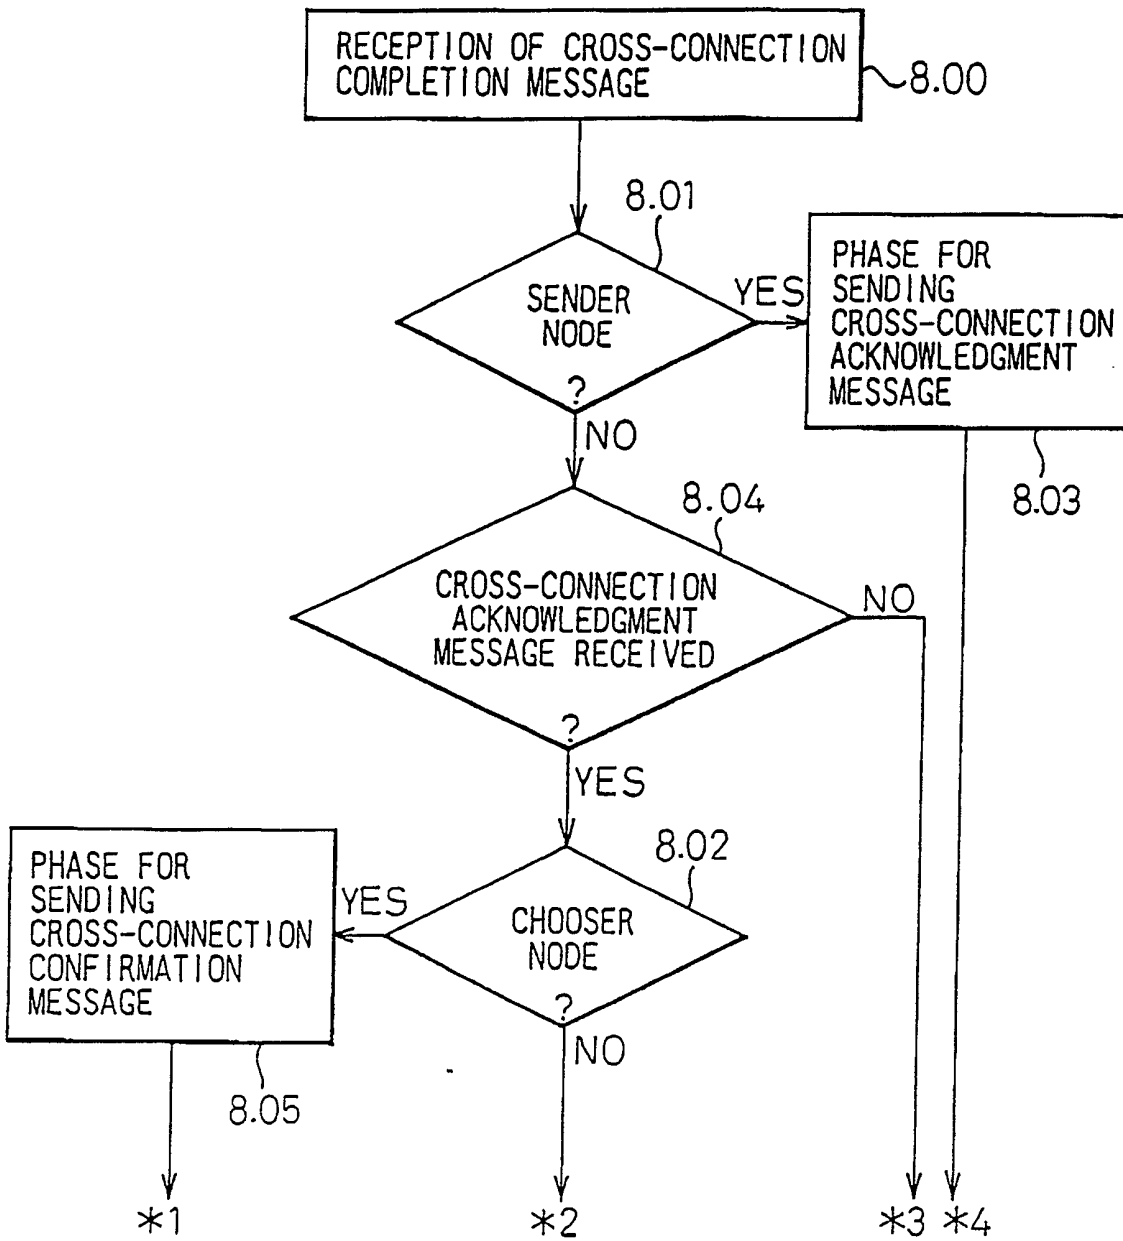 RECEPTION OF CROSS-CONNECTION
COMPLETION MESSAGE
8.00
8.01
SENDER
NODE
?
YES
PHASE FOR
SENDING
CROSS-CONNECTION
ACKNOWLEDGMENT
MESSAGE
8.03
NO
8.04
CROSS-CONNECTION
ACKNOWLEDGMENT
MESSAGE RECEIVED
?
NO
YES
8.02
CHOOSER
NODE
?
YES
PHASE FOR
SENDING
CROSS-CONNECTION
CONFIRMATION
MESSAGE
8.05
NO
*1
*2
*3
*4